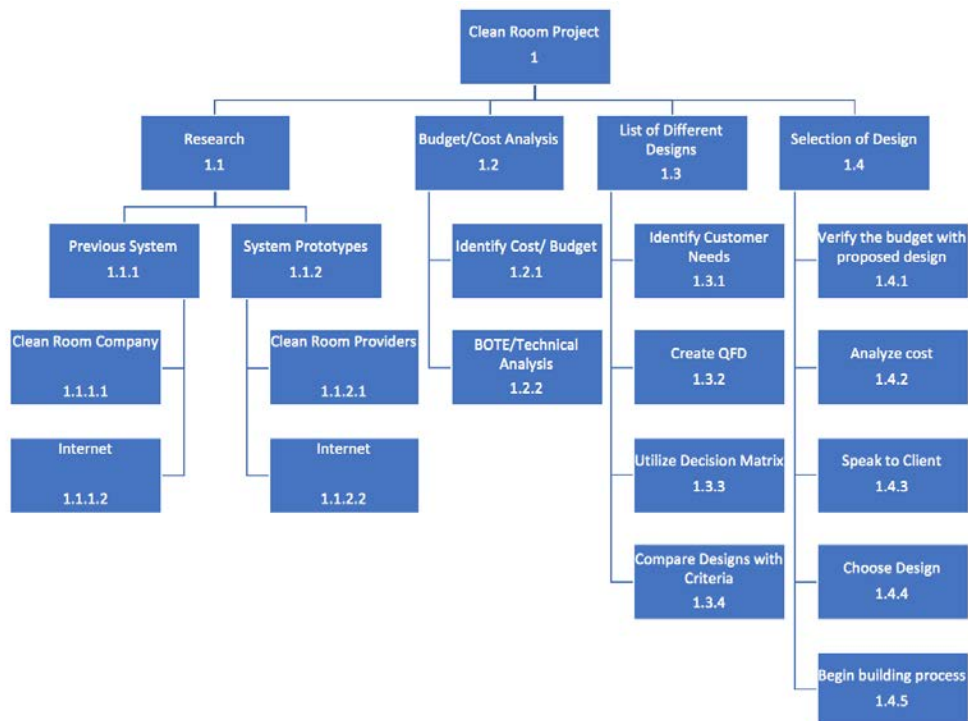 Clean Room Project
1
Research
1.1
Budget/Cost Analysis
1.2
List of Different
Designs
1.3
Selection of Design
1.4
Previous System
1.1.1
System Prototypes
1.1.2
Identify Cost/ Budget
1.2.1
Identify Customer
Needs
1.3.1
Verify the budget with
proposed design
1.4.1
Clean Room Company
1.1.1.1
Clean Room Providers
1.1.2.1
BOTE/Technical
Analysis
1.2.2
Create QFD
1.3.2
Analyze cost
1.4.2
Internet
1.1.1.2
Internet
1.1.2.2
Utilize Decision Matrix
1.3.3
Speak to Client
1.4.3
Compare Designs with
Criteria
1.3.4
Choose Design
1.4.4
Begin building process
1.4.5